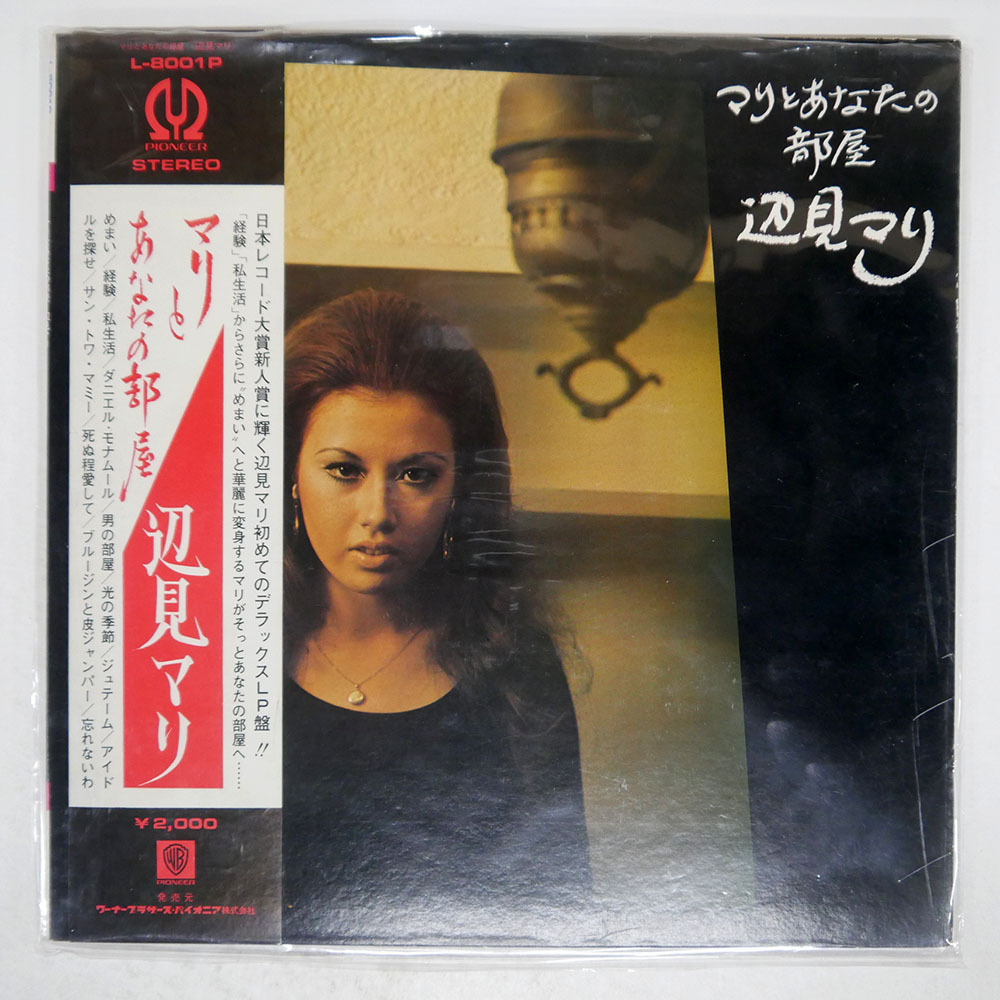 マリとあなたの部屋 辺見マリ
L-8001P
PIONEER
STEREO
日本レコード大賞新人賞に輝く辺見マリ初めてのデラックスLP盤!!
「経験」「私生活」からさらに〝めまい〟へと華麗に変身するマリがそっとあなたの部屋へ……
マリと
あなたの部屋
辺見マリ
めまい/経験/私生活/ダニエル・モナムール/男の部屋/光の季節/ジュテーム/アイド
ルを探せ/サン・トワ・マミー/死ぬ程愛して/ブルージンと皮ジャンパー/忘れないわ
¥2,000
WB
PIONEER
発売元
ワーナーブラザーズ・パイオニア株式会社
マリとあなたの
部屋
辺見マリ